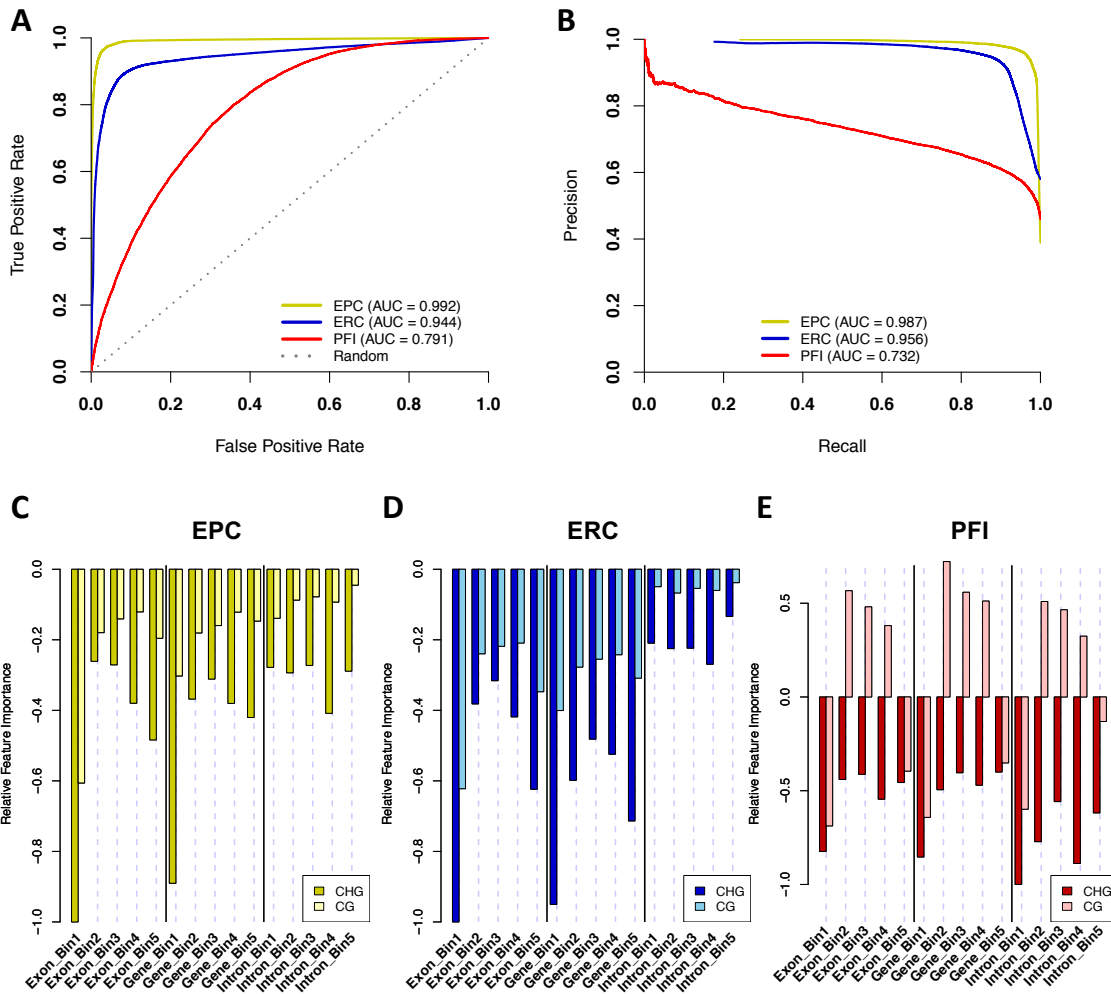 A
1.0
0.8
0.6
0.4
0.2
0.0
True Positive Rate
EPC (AUC = 0.992)
ERC (AUC = 0.944)
PFI (AUC = 0.791)
Random
0.0 0.2 0.4 0.6 0.8 1.0
False Positive Rate
B
1.0
0.8
0.6
0.4
0.2
0.0
Precision
EPC (AUC = 0.987)
ERC (AUC = 0.956)
PFI (AUC = 0.732)
0.0 0.2 0.4 0.6 0.8 1.0
Recall
C
EPC
0.0
-0.2
-0.4
-0.6
-0.8
-1.0
Relative Feature Importance
CHG
CG
Exon_Bin1
Exon_Bin2
Exon_Bin3
Exon_Bin4
Exon_Bin5
Gene_Bin1
Gene_Bin2
Gene_Bin3
Gene_Bin4
Gene_Bin5
Intron_Bin1
Intron_Bin2
Intron_Bin3
Intron_Bin4
Intron_Bin5
D
ERC
0.0
-0.2
-0.4
-0.6
-0.8
-1.0
Relative Feature Importance
CHG
CG
Exon_Bin1
Exon_Bin2
Exon_Bin3
Exon_Bin4
Exon_Bin5
Gene_Bin1
Gene_Bin2
Gene_Bin3
Gene_Bin4
Gene_Bin5
Intron_Bin1
Intron_Bin2
Intron_Bin3
Intron_Bin4
Intron_Bin5
E
PFI
0.5
0.0
-0.5
-1.0
Relative Feature Importance
CHG
CG
Exon_Bin1
Exon_Bin2
Exon_Bin3
Exon_Bin4
Exon_Bin5
Gene_Bin1
Gene_Bin2
Gene_Bin3
Gene_Bin4
Gene_Bin5
Intron_Bin1
Intron_Bin2
Intron_Bin3
Intron_Bin4
Intron_Bin5